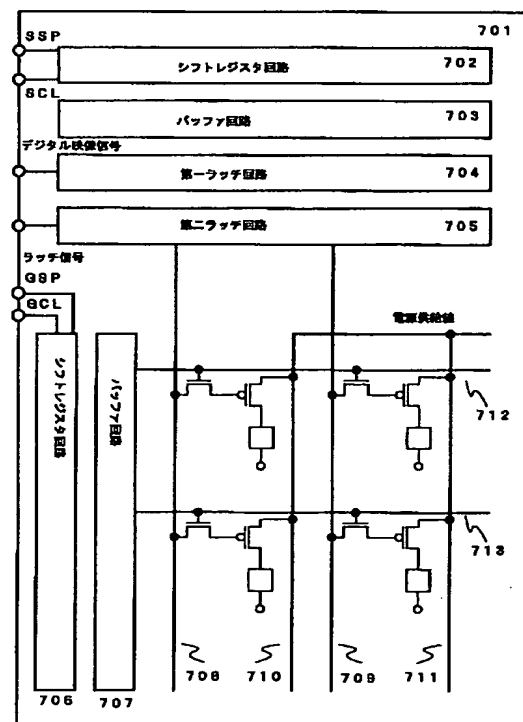 701
SSP
シフトレジスタ回路 702
SCL
バッファ回路 703
デジタル映像信号
第一ラッチ回路 704
第二ラッチ回路 705
ラッチ信号
GSP
GCL
電源供給線
シフトレジスタ回路
バッファ回路
712
713
708
710
709
711
706
707